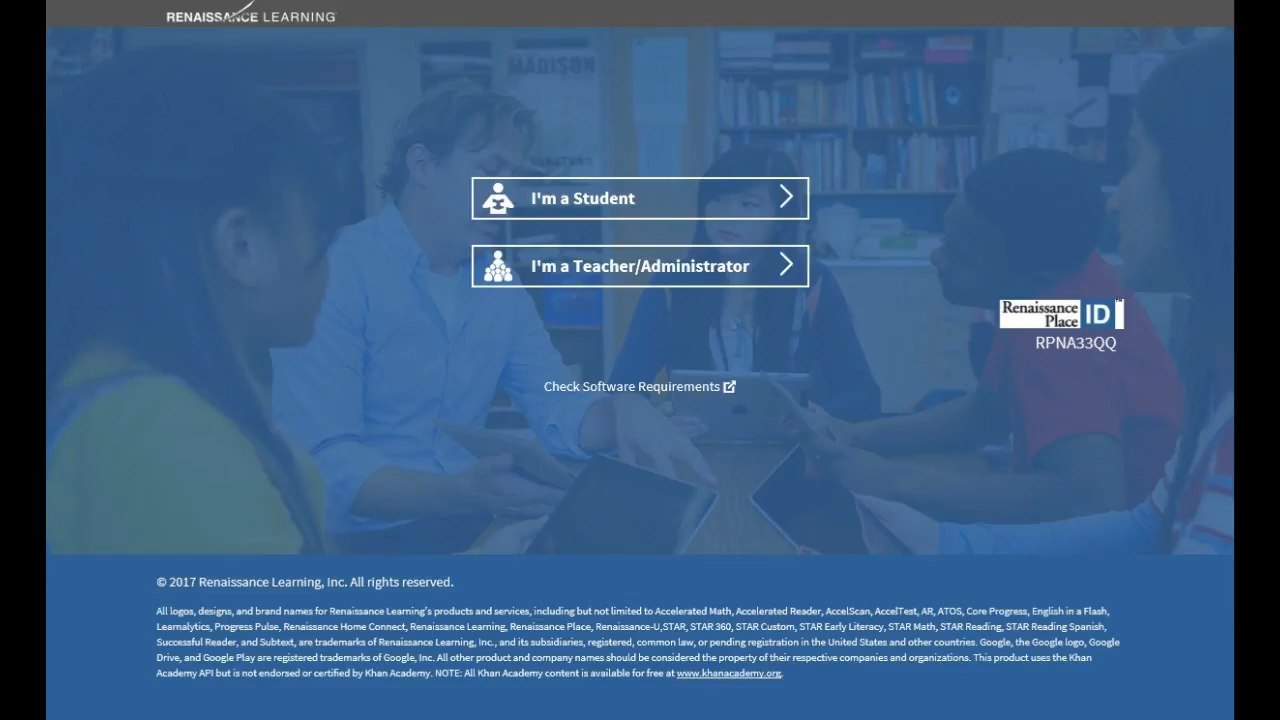 RENAISSANCE LEARNING
MADISON
I'm a Student
I'm a Teacher/Administrator
Renaissance
Place ID
RPNA33QQ
Check Software Requirements
© 2017 Renaissance Learning, Inc. All rights reserved.
All logos, designs, and brand names for Renaissance Learning's products and services, including but not limited to Accelerated Math, Accelerated Reader, AccelScan, AccelTest, AR, ATOS, Core Progress, English in a Flash,
Learnalytics, Progress Pulse, Renaissance Home Connect, Renaissance Learning, Renaissance Place, Renaissance-U,STAR, STAR 360, STAR Custom, STAR Early Literacy, STAR Math, STAR Reading, STAR Reading Spanish,
Successful Reader, and Subtext, are trademarks of Renaissance Learning, Inc., and its subsidiaries, registered, common law, or pending registration in the United States and other countries. Google, the Google logo, Google
Drive, and Google Play are registered trademarks of Google, Inc. All other product and company names should be considered the property of their respective companies and organizations. This product uses the Khan
Academy API but is not endorsed or certified by Khan Academy. NOTE: All Khan Academy content is available for free at www.khanacademy.org.